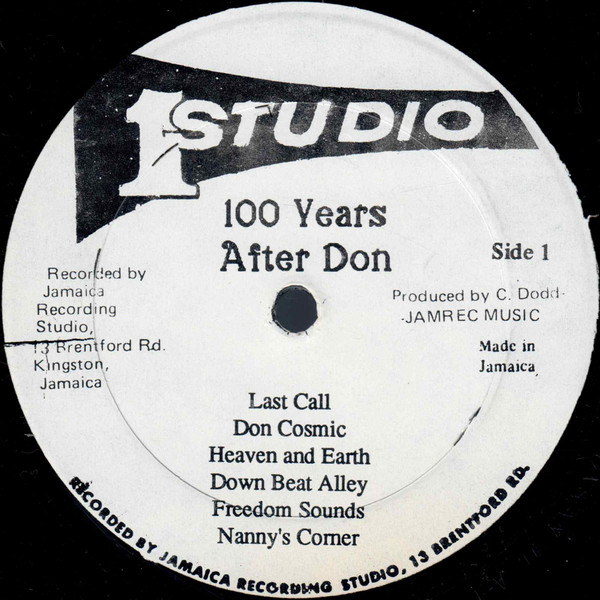 1 STUDIO
100 Years
After Don
Side 1
Recorded by
Jamaica
Recording
Studio,
13 Brentford Rd.
Kingston,
Jamaica
Produced by C. Dodd-
-JAMREC MUSIC
Made in
Jamaica
Last Call
Don Cosmic
Heaven and Earth
Down Beat Alley
Freedom Sounds
Nanny's Corner
RECORDED BY JAMAICA RECORDING STUDIO, 13 BRENTFORD RD.